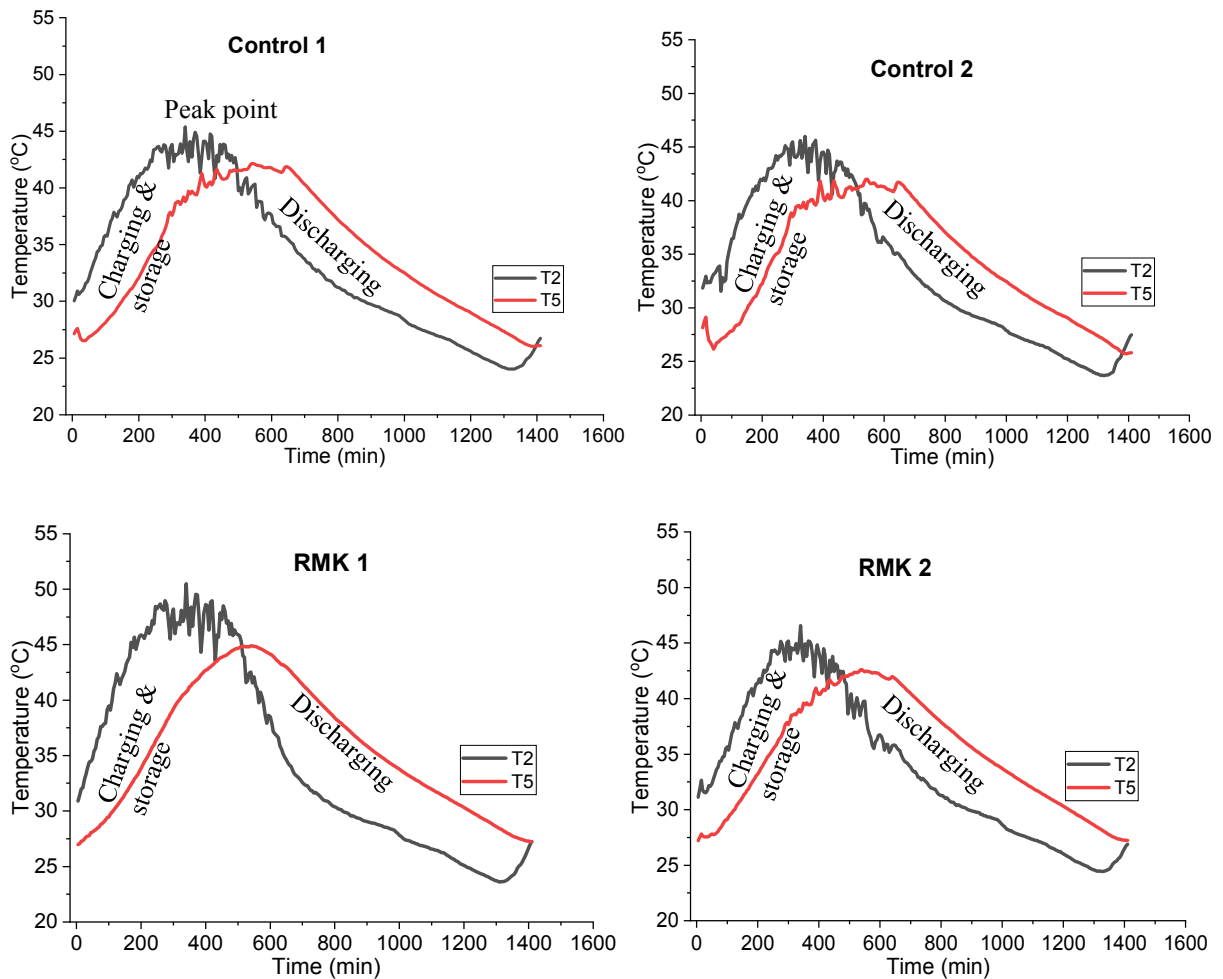 Control 1
Peak point
Charging &
storage
Discharging
T2
T5
Temperature (°C)
55
50
45
40
35
30
25
20
0 200 400 600 800 1000 1200 1400 1600
Time (min)
Control 2
Charging &
storage
Discharging
T2
T5
Temperature (°C)
55
50
45
40
35
30
25
20
0 200 400 600 800 1000 1200 1400 1600
Time (min)
RMK 1
Charging &
storage
Discharging
T2
T5
Temperature (°C)
55
50
45
40
35
30
25
20
0 200 400 600 800 1000 1200 1400 1600
Time (min)
RMK 2
Charging &
storage
Discharging
T2
T5
Temperature (°C)
55
50
45
40
35
30
25
20
0 200 400 600 800 1000 1200 1400 1600
Time (min)